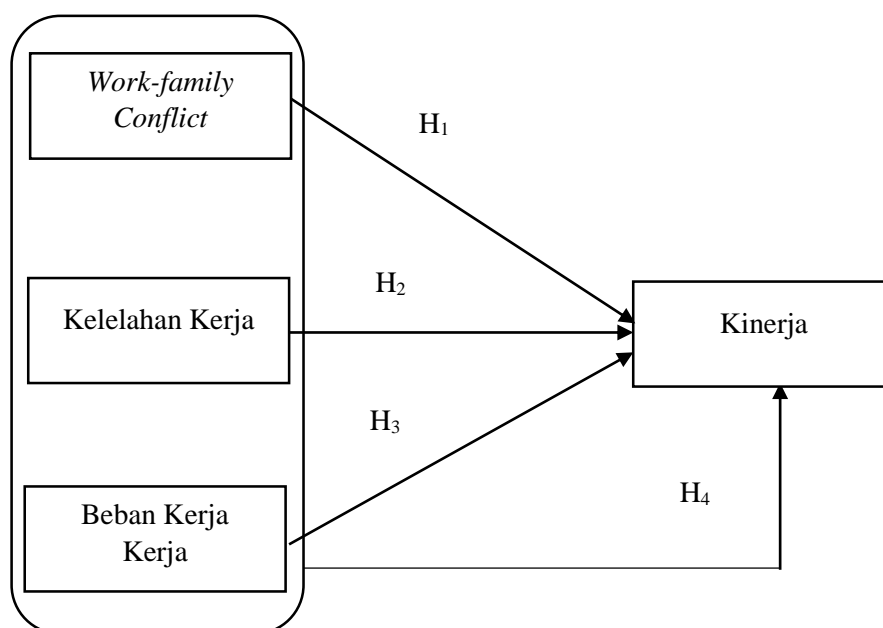 Work-family
Conflict
H₁
H₂
Kelelahan Kerja
Kinerja
H₃
Beban Kerja
Kerja
H₄